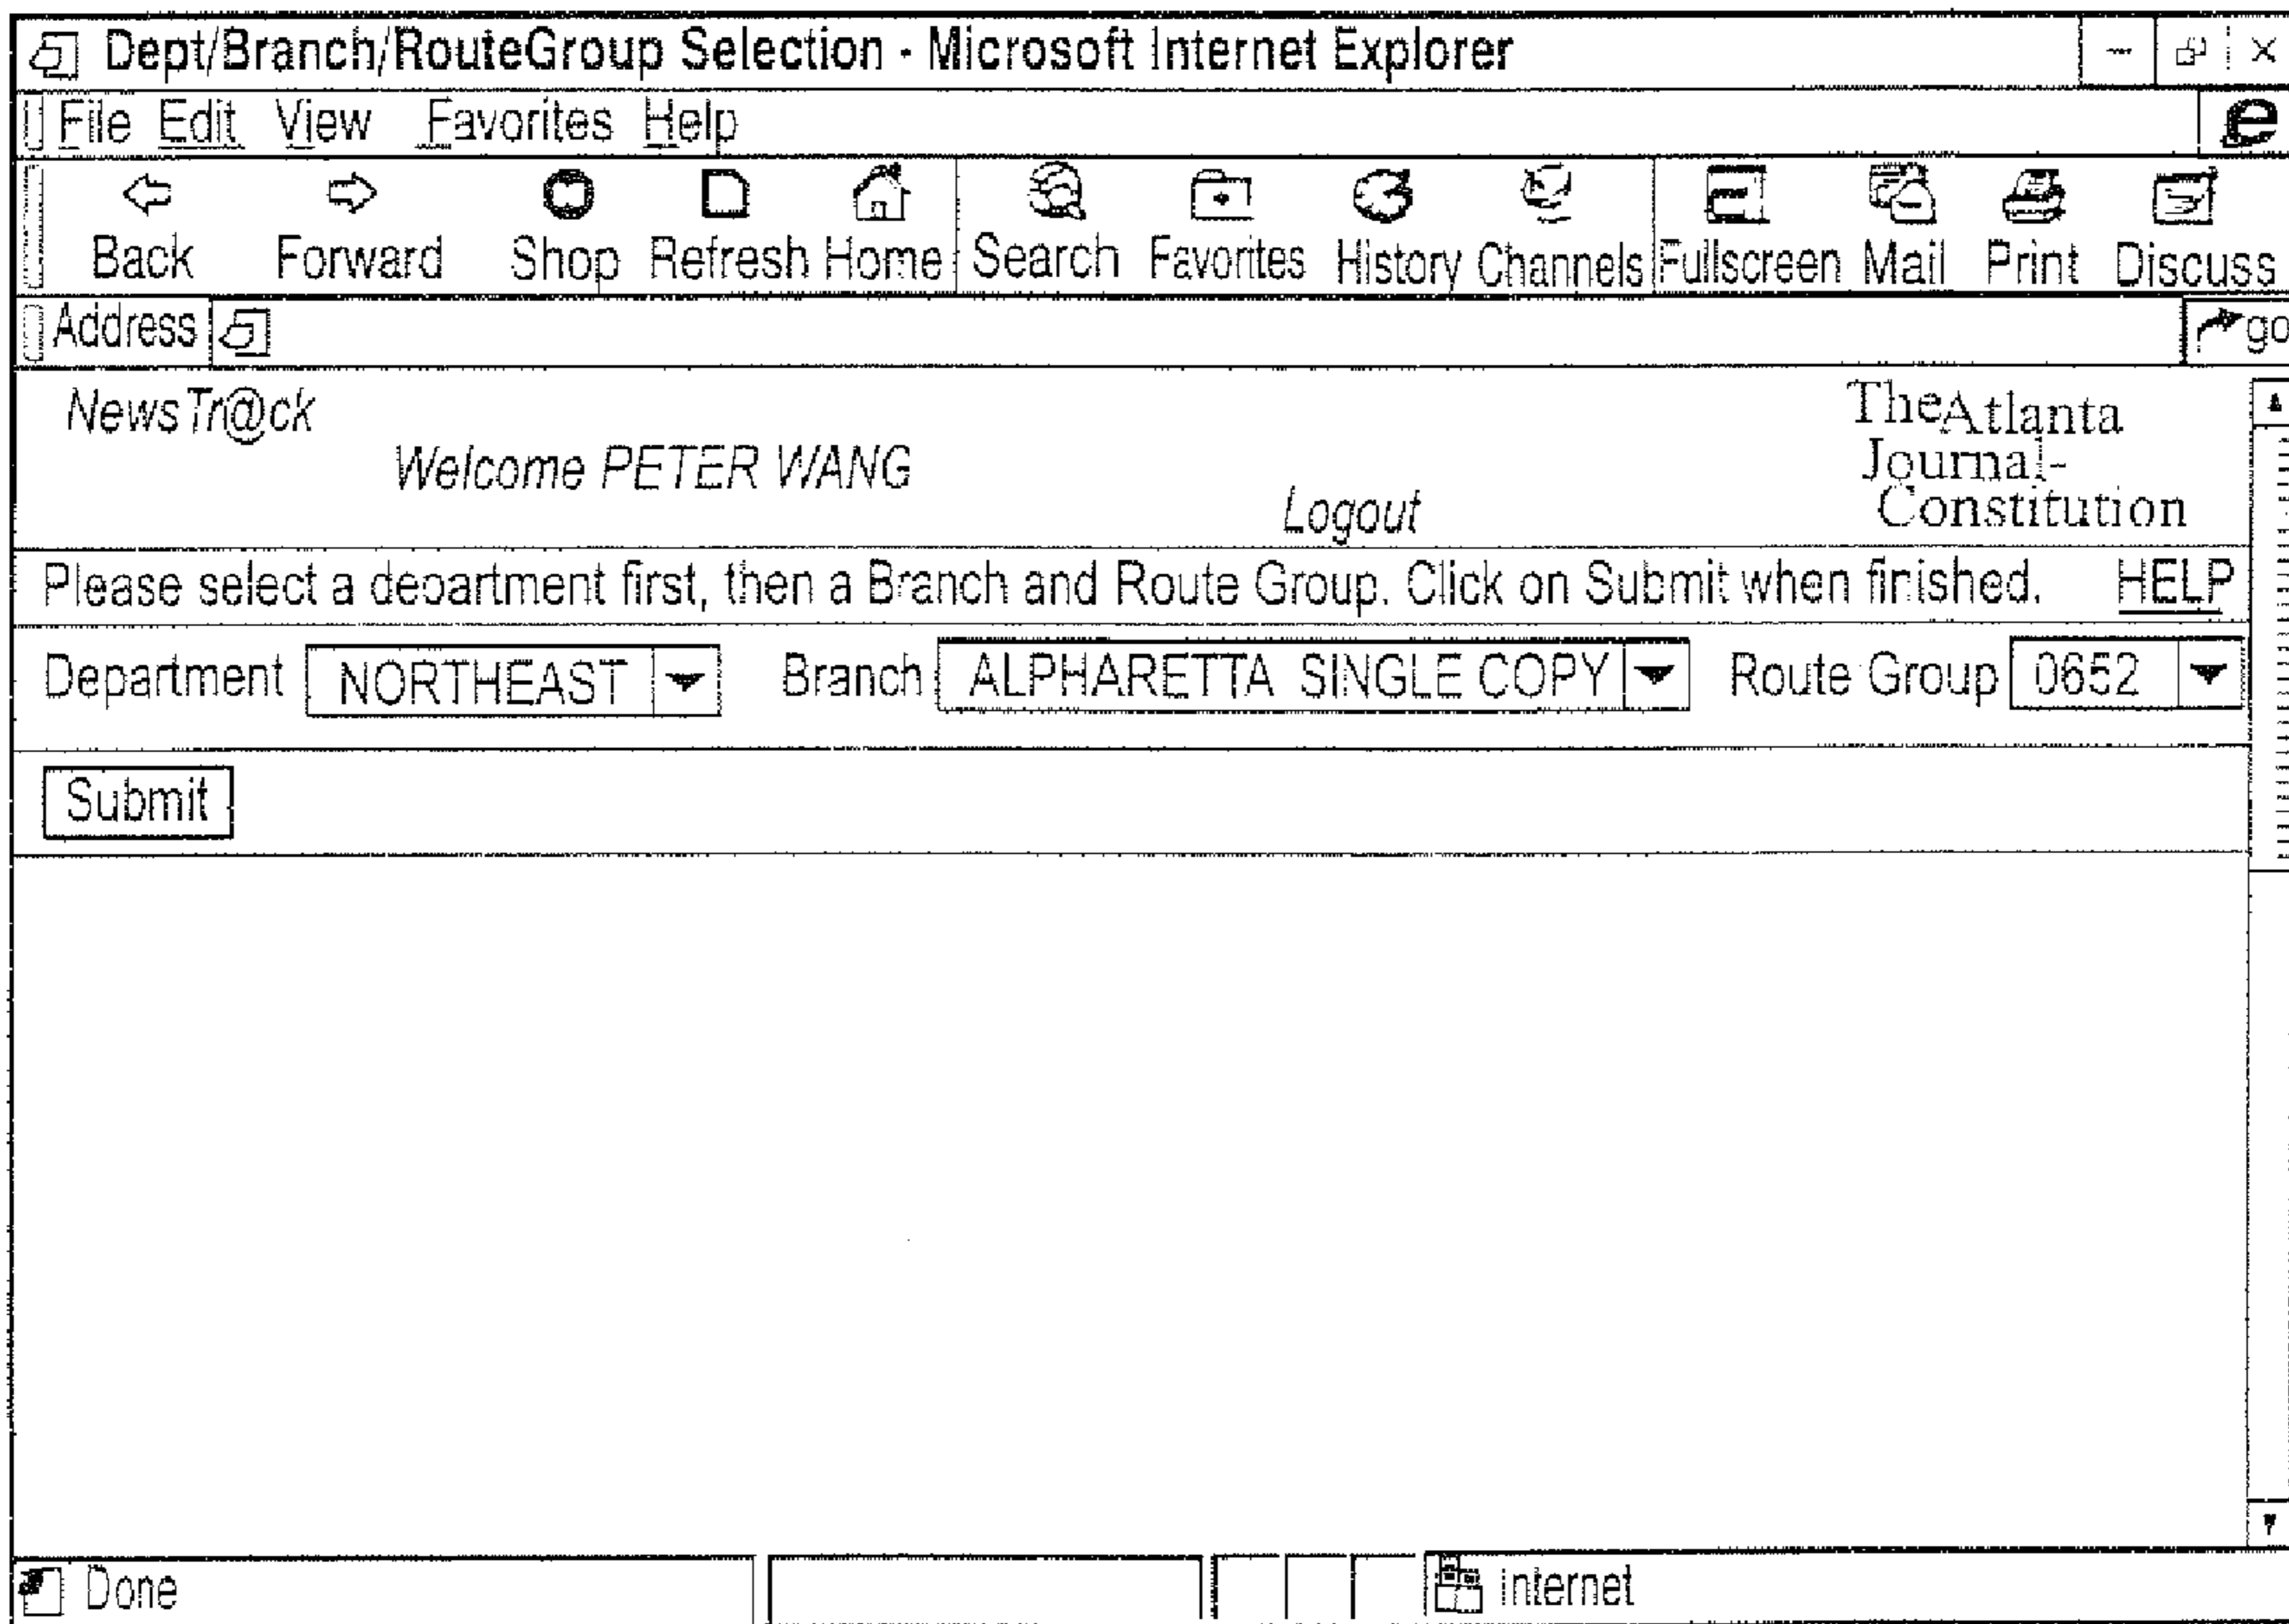 Dept/Branch/RouteGroup Selection - Microsoft Internet Explorer
File Edit View Favorites Help
Back Forward Shop Refresh Home Search Favorites History Channels Fullscreen Mail Print Discuss
Address go
NewsTr@ck
Welcome PETER WANG
Logout
The Atlanta
Journal-
Constitution
Please select a department first, then a Branch and Route Group. Click on Submit when finished. HELP
Department NORTHEAST Branch ALPHARETTA SINGLE COPY Route Group 0652
Submit
Done internet